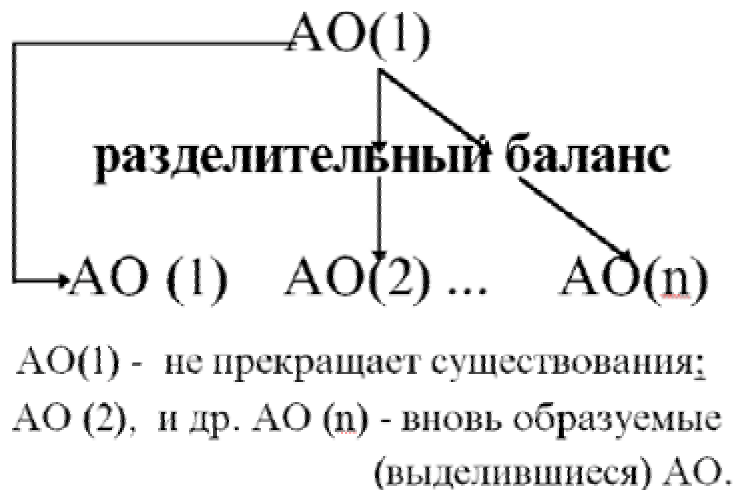 АО(1)
разделительный баланс
АО (1) АО(2) ... АО(n)
АО(1) - не прекращает существования;
АО (2), и др. АО (n) - вновь образуемые
(выделившиеся) АО.